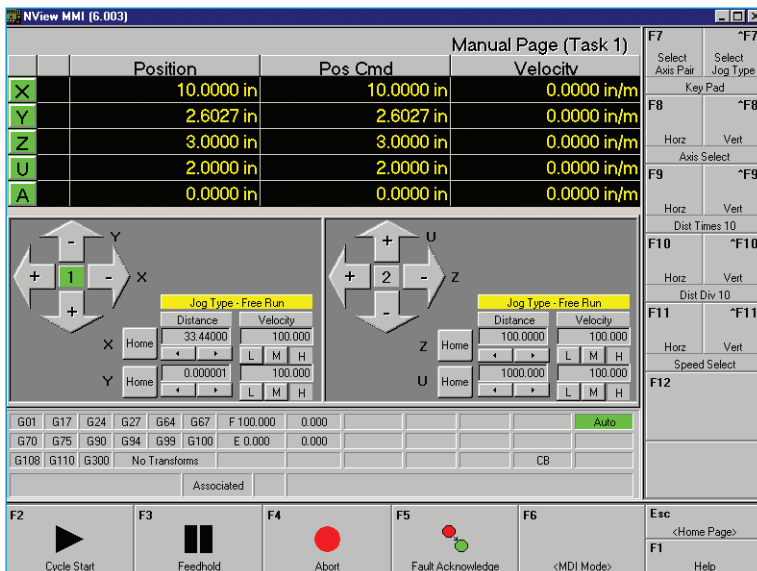 NView MMI (6.003)
Manual Page (Task 1)
Position Pos Cmd Velocity
X 10.0000 in 10.0000 in 0.0000 in/m
Y 2.6027 in 2.6027 in 0.0000 in/m
Z 3.0000 in 3.0000 in 0.0000 in/m
U 2.0000 in 2.0000 in 0.0000 in/m
A 0.0000 in 0.0000 in 0.0000 in/m
- Y
+ 1 - X
+
Jog Type - Free Run
Distance Velocity
X Home 33.44000 100.000
L M H
Y Home 0.000001 100.000
L M H
+ U
+ 2 - Z
-
Jog Type - Free Run
Distance Velocity
Z Home 100.0000 100.000
L M H
U Home 1000.000 100.000
L M H
G01 G17 G24 G27 G64 G67 F 100.000 0.000 Auto
G70 G75 G90 G94 G99 G100 E 0.000 0.000
G108 G110 G300 No Transforms CB
Associated
F7 ^F7
Select Select
Axis Pair Jog Type
Key Pad
F8 ^F8
Horz Vert
Axis Select
F9 ^F9
Horz Vert
Dist Times 10
F10 ^F10
Horz Vert
Dist Div 10
F11 ^F11
Horz Vert
Speed Select
F12
F2 F3 F4 F5 F6
Cycle Start Feedhold Abort Fault Acknowledge <MDI Mode>
Esc
<Home Page>
F1
Help